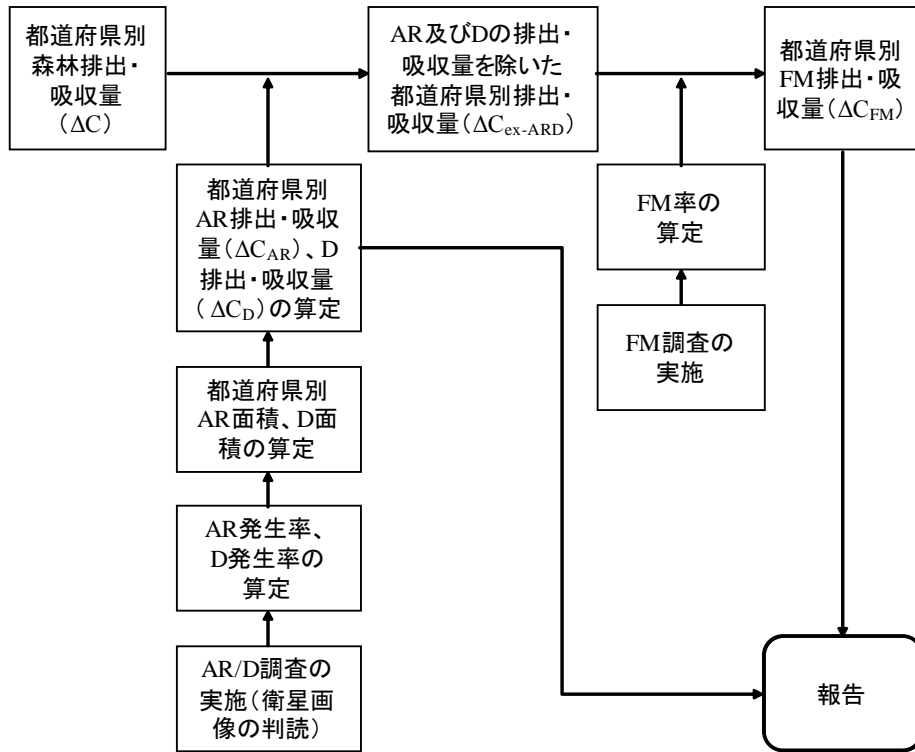 都道府県別
森林排出・
吸収量
（ΔC）
AR及びDの排出・
吸収量を除いた
都道府県別排出・
吸収量（ΔCex-ARD）
都道府県別
FM排出・吸
収量（ΔCFM）
都道府県別
AR排出・吸収
量（ΔCAR）、D
排出・吸収量
（ ΔCD）の算定
FM率の
算定
FM調査の
実施
都道府県別
AR面積、D面
積の算定
AR発生率、
D発生率の
算定
AR/D調査の
実施（衛星画
像の判読）
報告